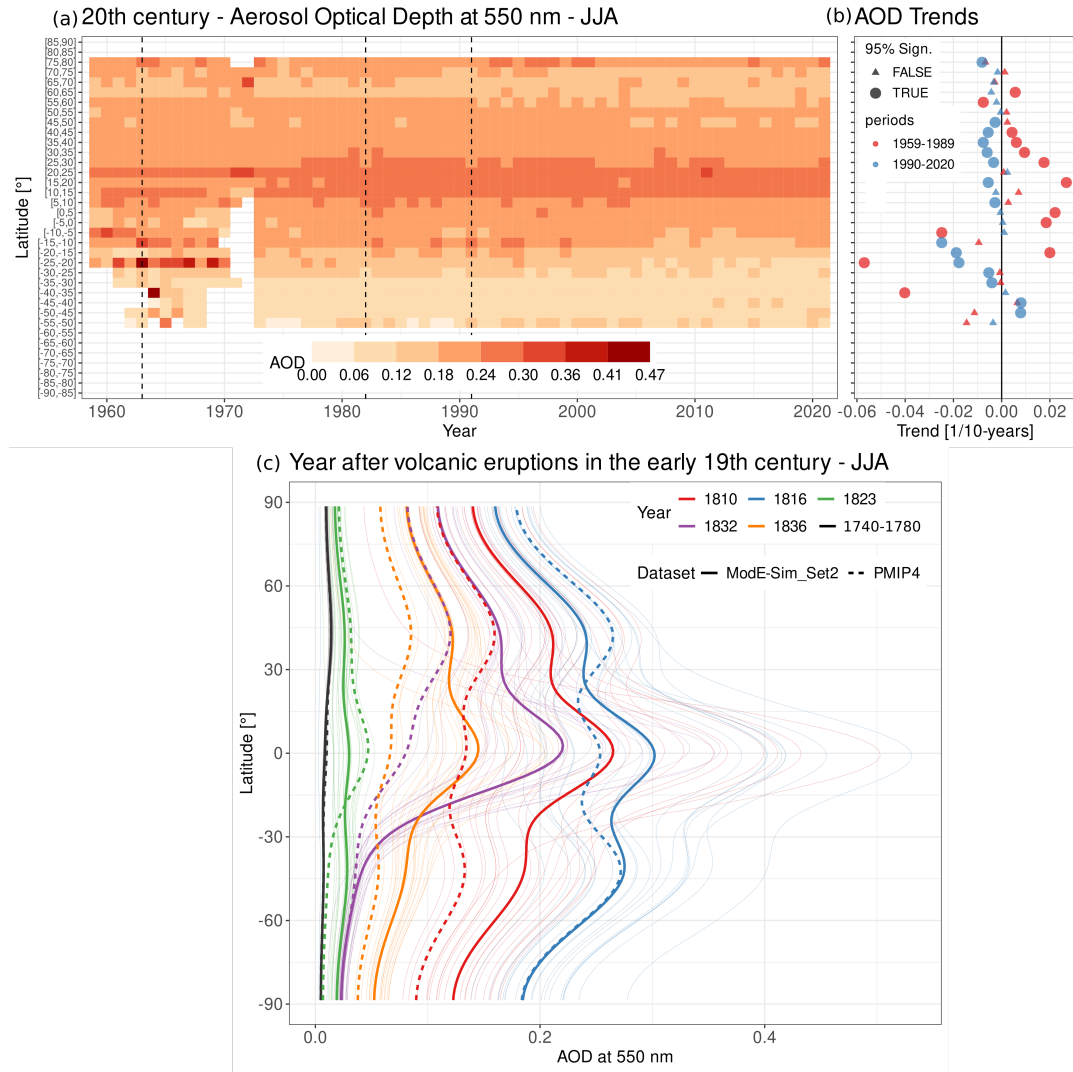 (a) 20th century - Aerosol Optical Depth at 550 nm - JJA
Latitude [°]
[85,90]
[80,85
[75,80
[70,75
[65,70
[60,65
[55,60
[50,55
[45,50
[40,45
[35,40
[30,35
[25,30
[20,25
[15,20
[10,15
[5,10
[0,5
[-5,0
[-10,-5
[-15,-10
[-20,-15
[-25,-20
[-30,-25
[-35,-30
[-40,-35
[-45,-40
[-50,-45
[-55,-50
[-60,-55
[-65,-60
[-70,-65
[-75,-70
[-80,-75
[-85,-80
[-90,-85
AOD
0.00 0.06 0.12 0.18 0.24 0.30 0.36 0.41 0.47
1960 1970 1980 1990 2000 2010 2020
Year
(b) AOD Trends
95% Sign.
FALSE
TRUE
periods
1959-1989
1990-2020
-0.06 -0.04 -0.02 0.00 0.02
Trend [1/10-years]
(c) Year after volcanic eruptions in the early 19th century - JJA
Year
1810 1816 1823
1832 1836 1740-1780
Dataset ModE-Sim_Set2 PMIP4
Latitude [°]
90
60
30
0
-30
-60
-90
0.0 0.2 0.4
AOD at 550 nm